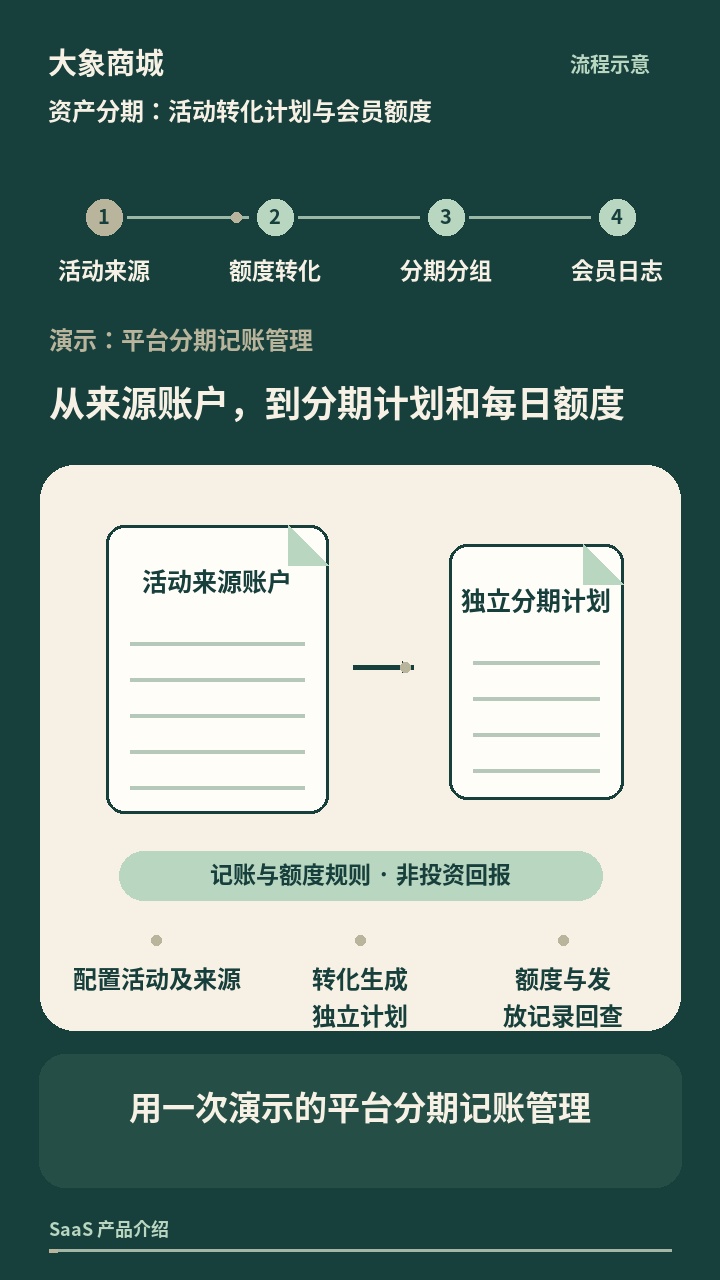 大象商城
流程示意
资产分期：活动转化计划与会员额度
1 2 3 4
活动来源 额度转化 分期分组 会员日志
演示：平台分期记账管理
从来源账户，到分期计划和每日额度
活动来源账户
独立分期计划
记账与额度规则 · 非投资回报
配置活动及来源
转化生成
独立计划
额度与发
放记录回查
用一次演示的平台分期记账管理
SaaS 产品介绍